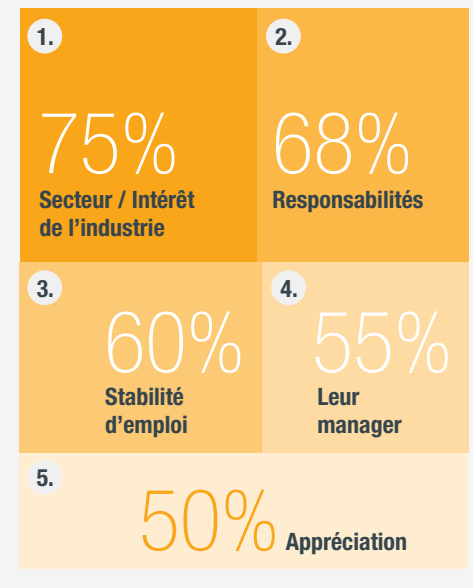 1.
75%
Secteur / Intérêt
de l’industrie
2.
68%
Responsabilités
3.
60%
Stabilité
d’emploi
4.
55%
Leur
manager
5.
50% Appréciation